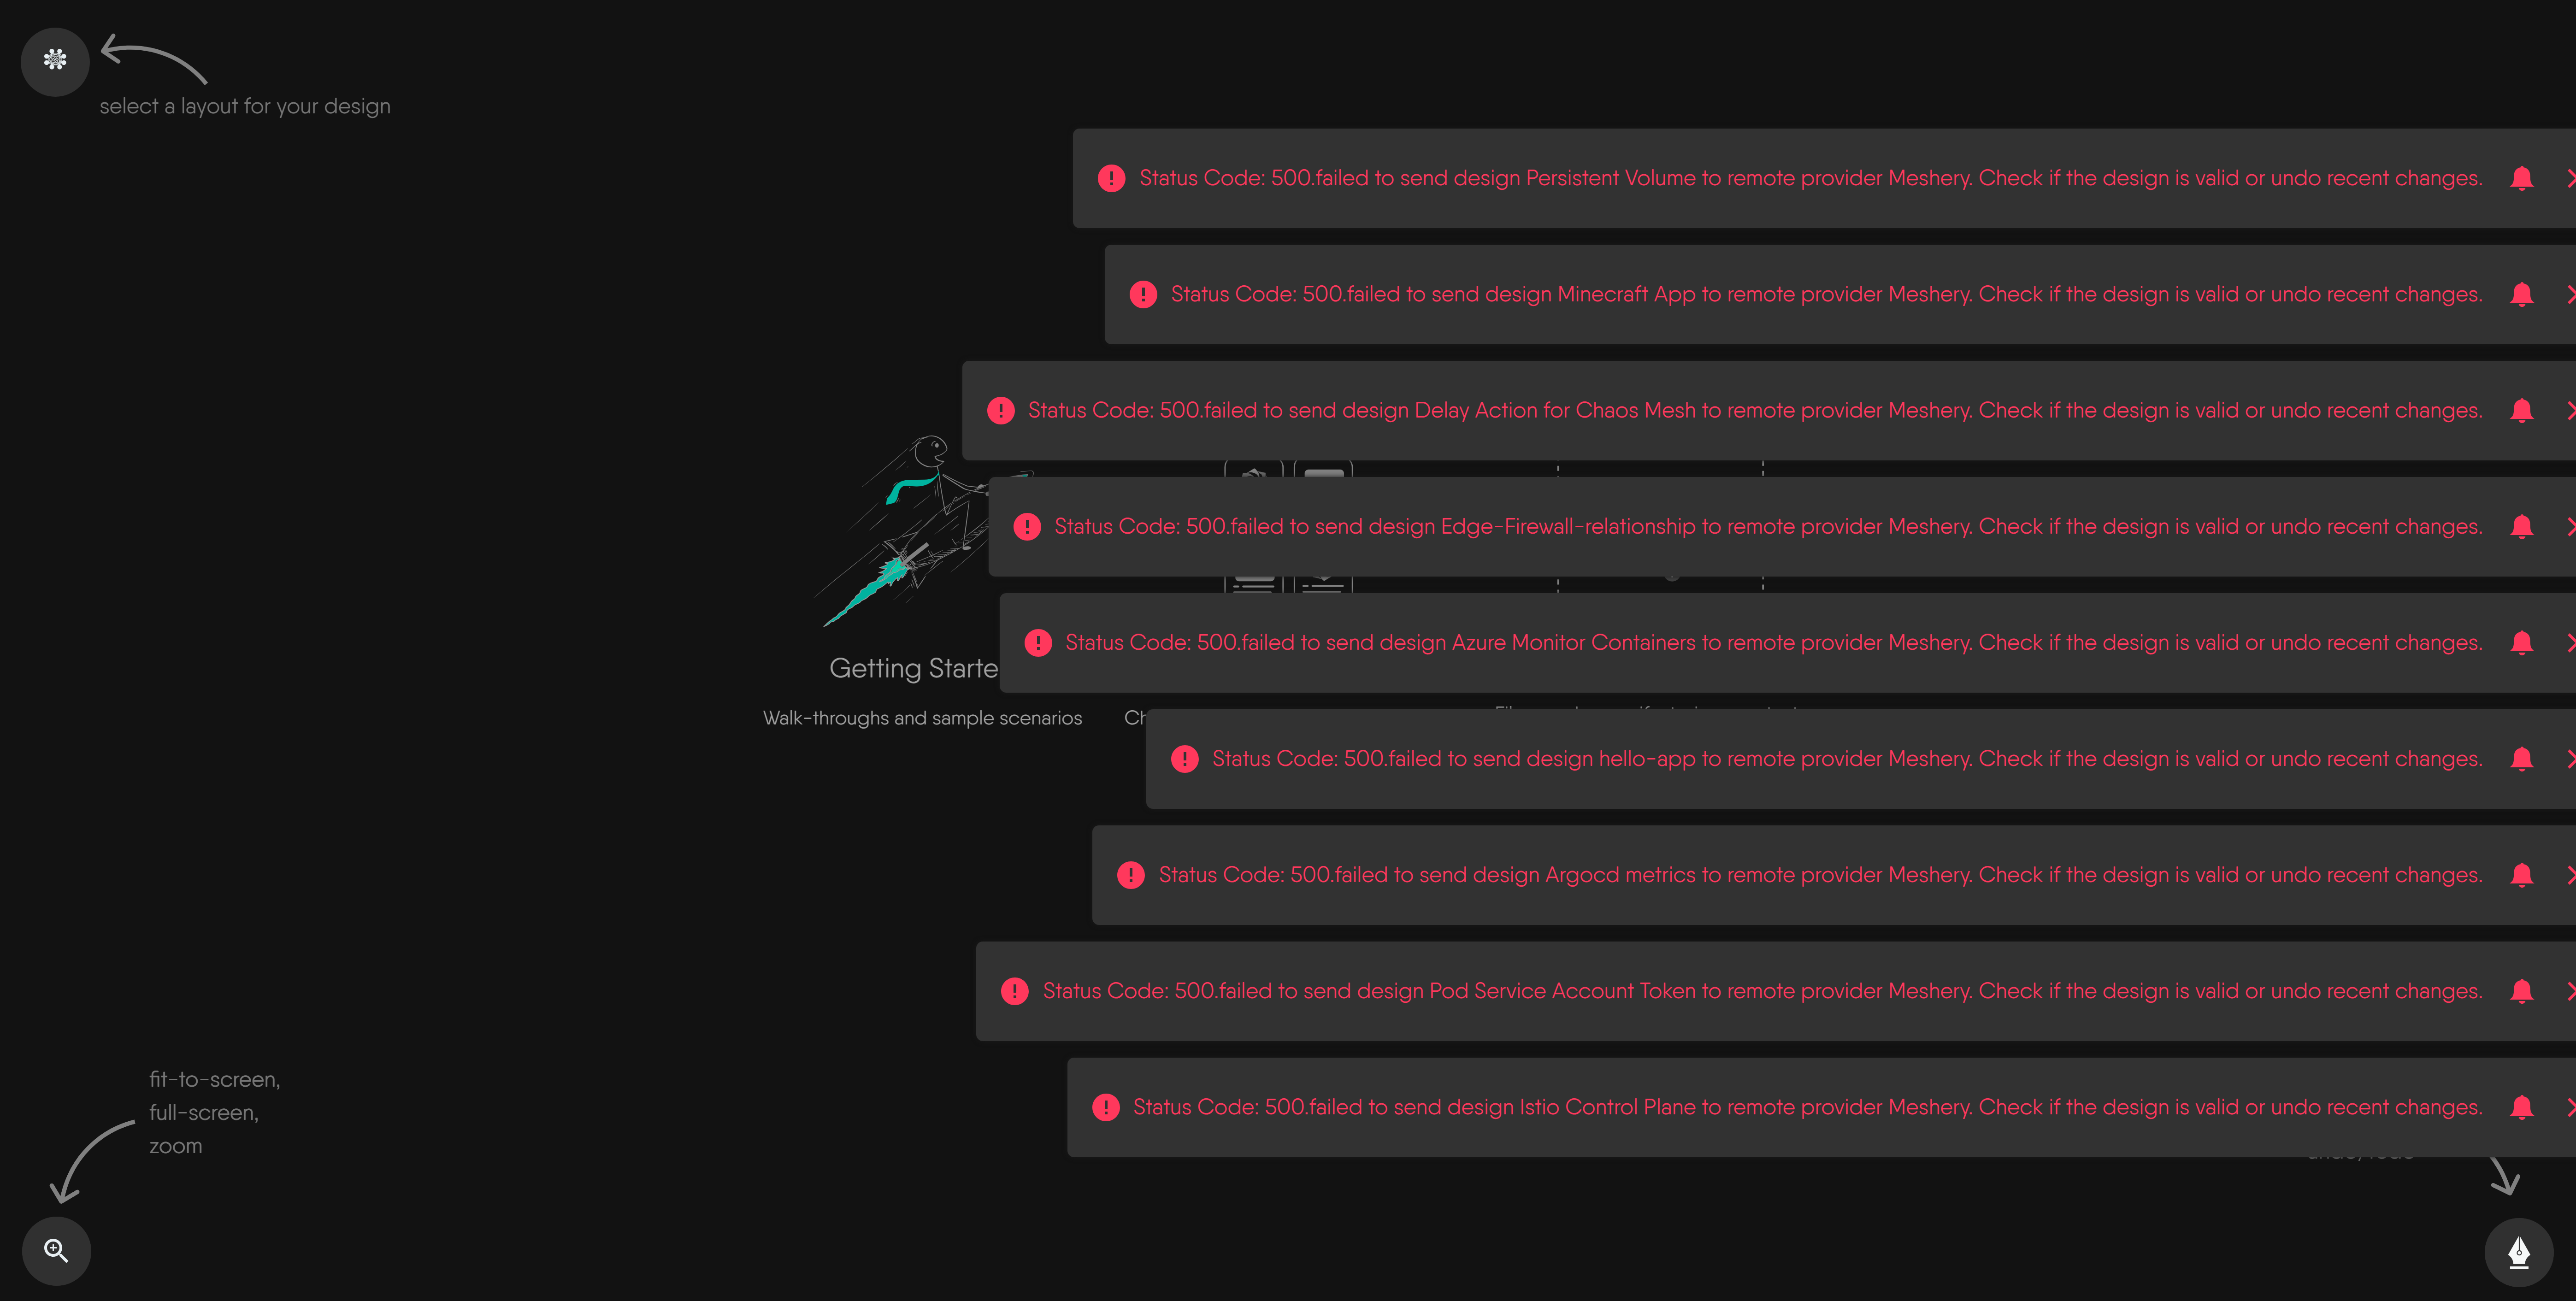 select a layout for your design
Status Code: 500.failed to send design Persistent Volume to remote provider Meshery. Check if the design is valid or undo recent changes.
Status Code: 500.failed to send design Minecraft App to remote provider Meshery. Check if the design is valid or undo recent changes.
Status Code: 500.failed to send design Delay Action for Chaos Mesh to remote provider Meshery. Check if the design is valid or undo recent changes.
Status Code: 500.failed to send design Edge-Firewall-relationship to remote provider Meshery. Check if the design is valid or undo recent changes.
Status Code: 500.failed to send design Azure Monitor Containers to remote provider Meshery. Check if the design is valid or undo recent changes.
Getting Starte
Walk-throughs and sample scenarios
Ch
Status Code: 500.failed to send design hello-app to remote provider Meshery. Check if the design is valid or undo recent changes.
Status Code: 500.failed to send design Argocd metrics to remote provider Meshery. Check if the design is valid or undo recent changes.
Status Code: 500.failed to send design Pod Service Account Token to remote provider Meshery. Check if the design is valid or undo recent changes.
Status Code: 500.failed to send design Istio Control Plane to remote provider Meshery. Check if the design is valid or undo recent changes.
fit-to-screen,
full-screen,
zoom